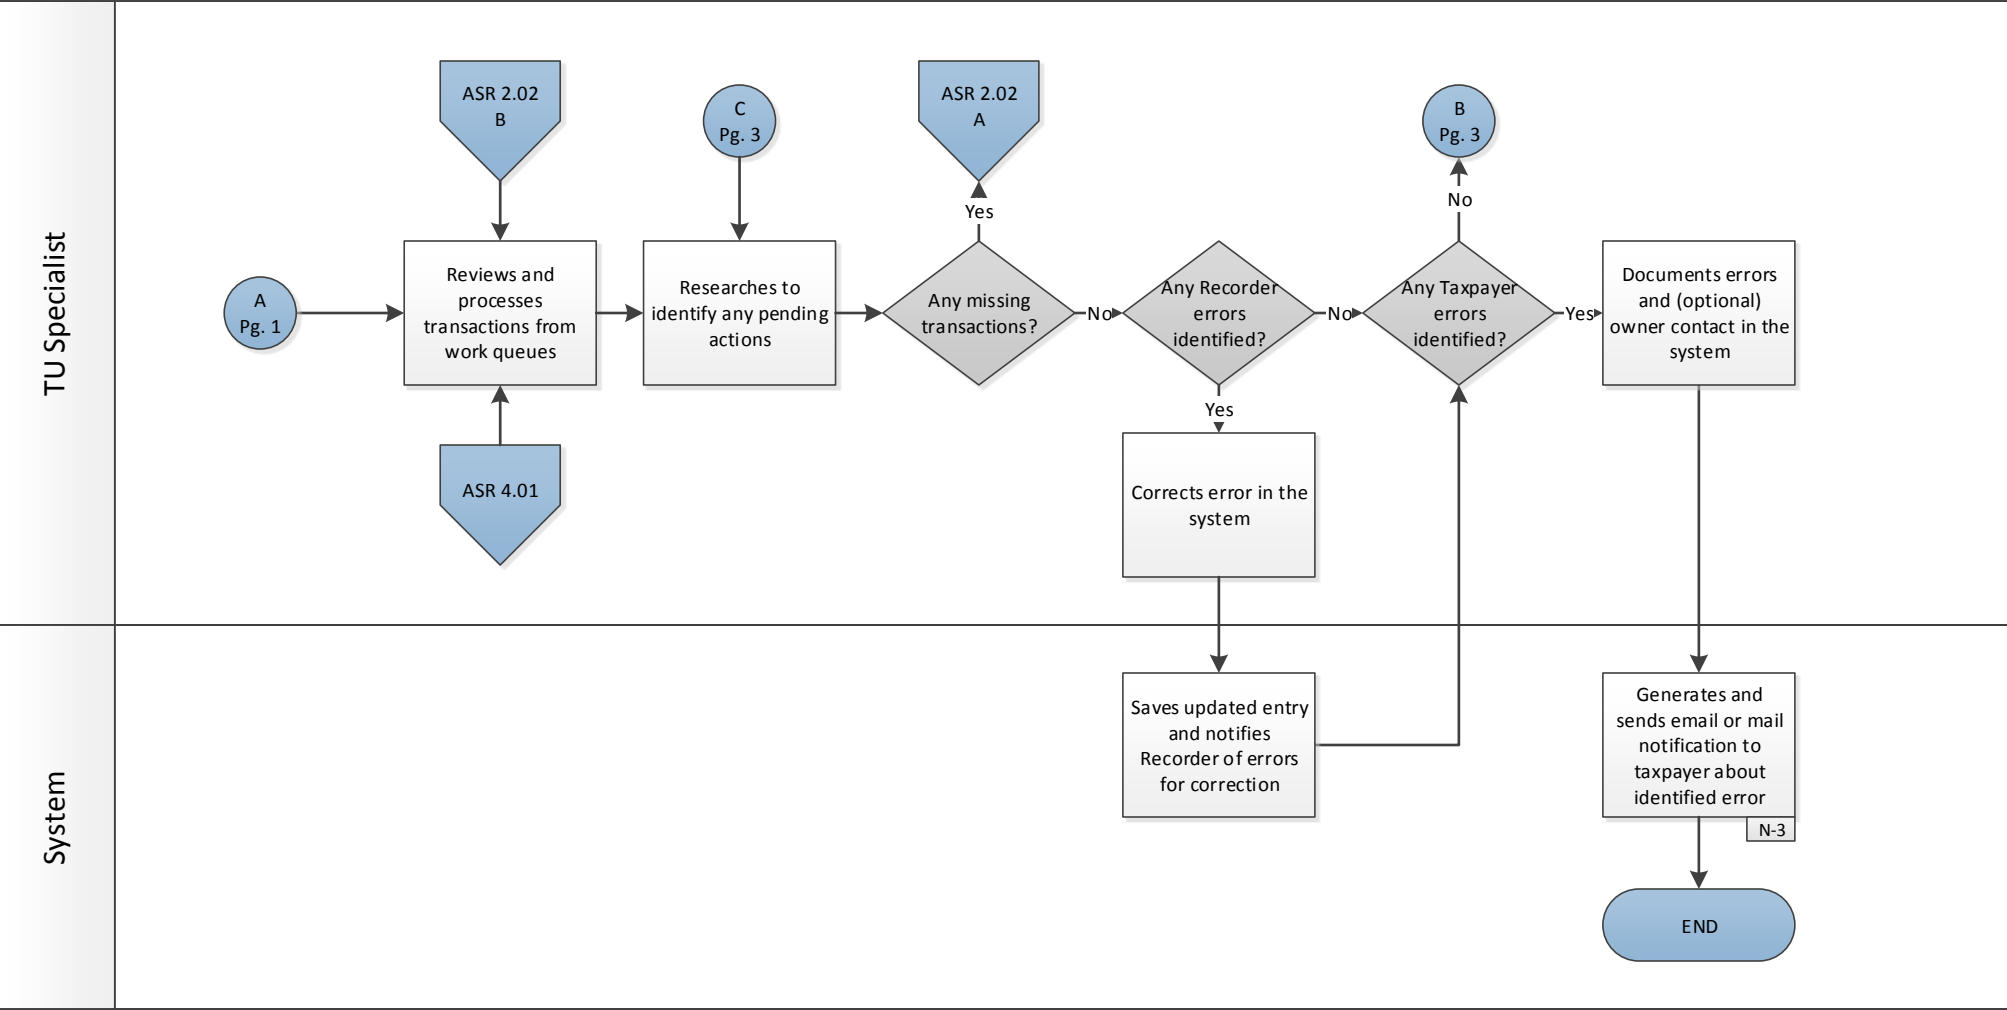 TU Specialist
ASR 2.02
B
C
Pg. 3
ASR 2.02
A
B
Pg. 3
Yes
No
A
Pg. 1
Reviews and
processes
transactions from
work queues
Researches to
identify any pending
actions
Any missing
transactions?
No
Any Recorder
errors
identified?
No
Any Taxpayer
errors
identified?
Yes
Documents errors
and (optional)
owner contact in the
system
Yes
ASR 4.01
Corrects error in the
system
System
Saves updated entry
and notifies
Recorder of errors
for correction
Generates and
sends email or mail
notification to
taxpayer about
identified error
N-3
END